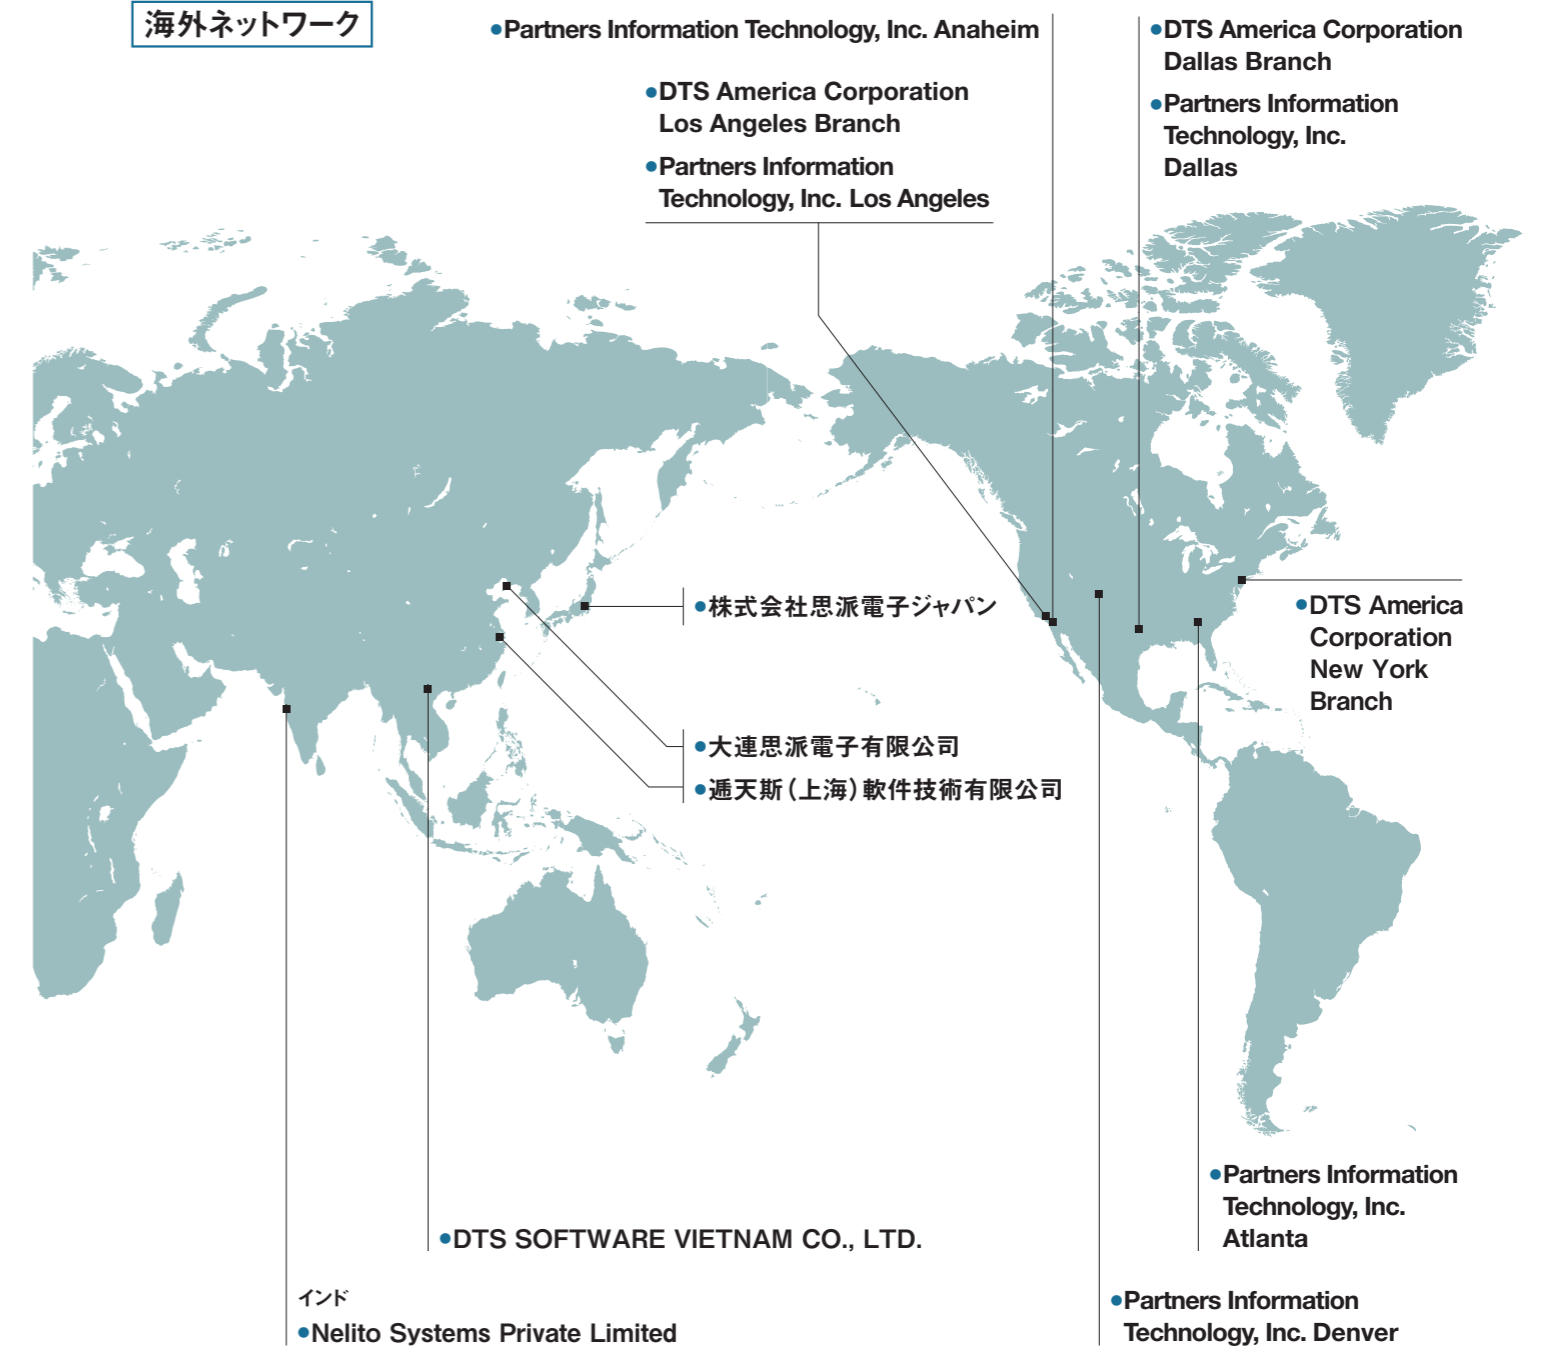 海外ネットワーク
●Partners Information Technology, Inc. Anaheim
●DTS America Corporation
Los Angeles Branch
●Partners Information
Technology, Inc. Los Angeles
●DTS America Corporation
Dallas Branch
●Partners Information
Technology, Inc.
Dallas
●株式会社思派電子ジャパン
●DTS America
Corporation
New York
Branch
●大連思派電子有限公司
●逓天斯（上海）軟件技術有限公司
●Partners Information
Technology, Inc.
Atlanta
●DTS SOFTWARE VIETNAM CO., LTD.
インド
●Nelito Systems Private Limited
●Partners Information
Technology, Inc. Denver